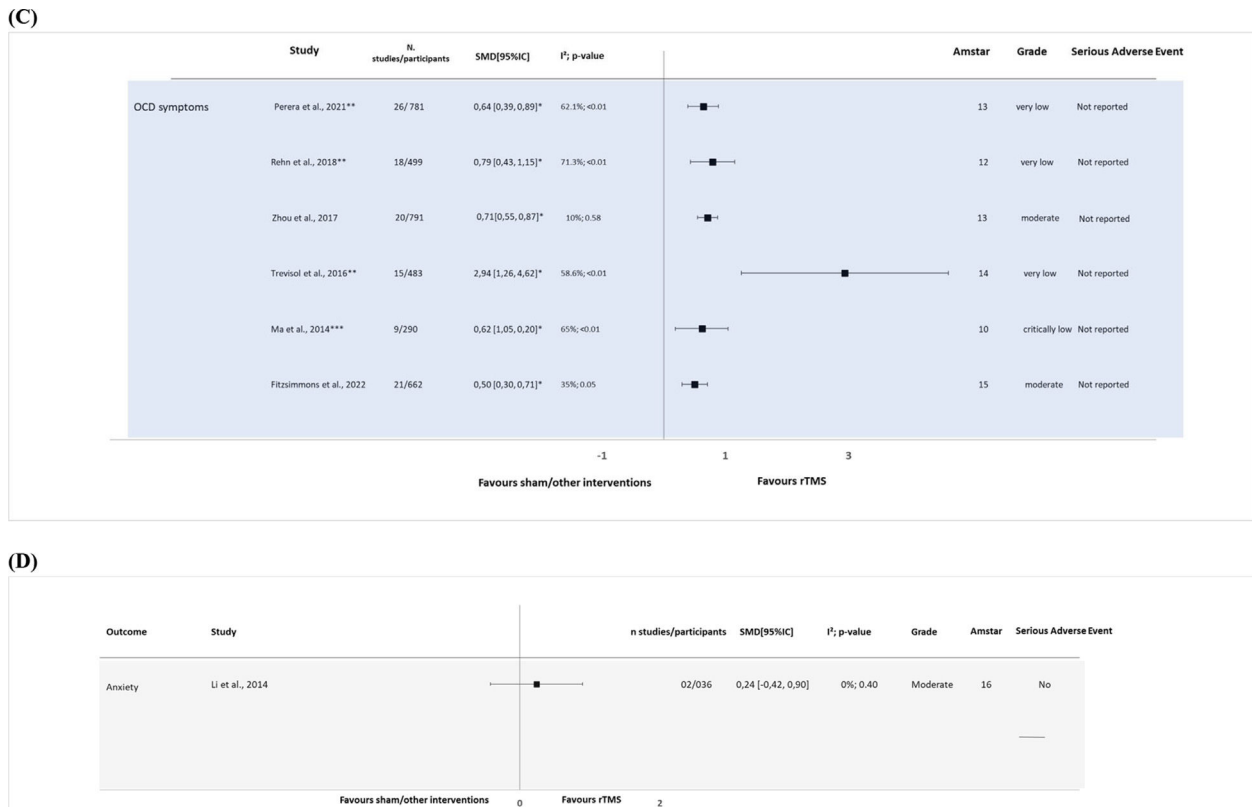 (C)
Study N. studies/participants SMD[95%IC] I²; p-value Amstar Grade Serious Adverse Event
OCD symptoms Perera et al., 2021** 26/ 781 0,64 [0,39, 0,89]* 62.1%; <0.01 13 very low Not reported
Rehn et al., 2018** 18/499 0,79 [0,43, 1,15]* 71.3%; <0.01 12 very low Not reported
Zhou et al., 2017 20/791 0,71[0,55, 0,87]* 10%; 0.58 13 moderate Not reported
Trevisol et al., 2016** 15/483 2,94 [1,26, 4,62]* 58.6%; <0.01 14 very low Not reported
Ma et al., 2014*** 9/290 0,62 [1,05, 0,20]* 65%; <0.01 10 critically low Not reported
Fitzsimmons et al., 2022 21/662 0,50 [0,30, 0,71]* 35%; 0.05 15 moderate Not reported
-1 1 3
Favours sham/other interventions Favours rTMS
(D)
Outcome Study n studies/participants SMD[95%IC] I²; p-value Grade Amstar Serious Adverse Event
Anxiety Li et al., 2014 02/036 0,24 [-0,42, 0,90] 0%; 0.40 Moderate 16 No
Favours sham/other interventions 0 Favours rTMS 2